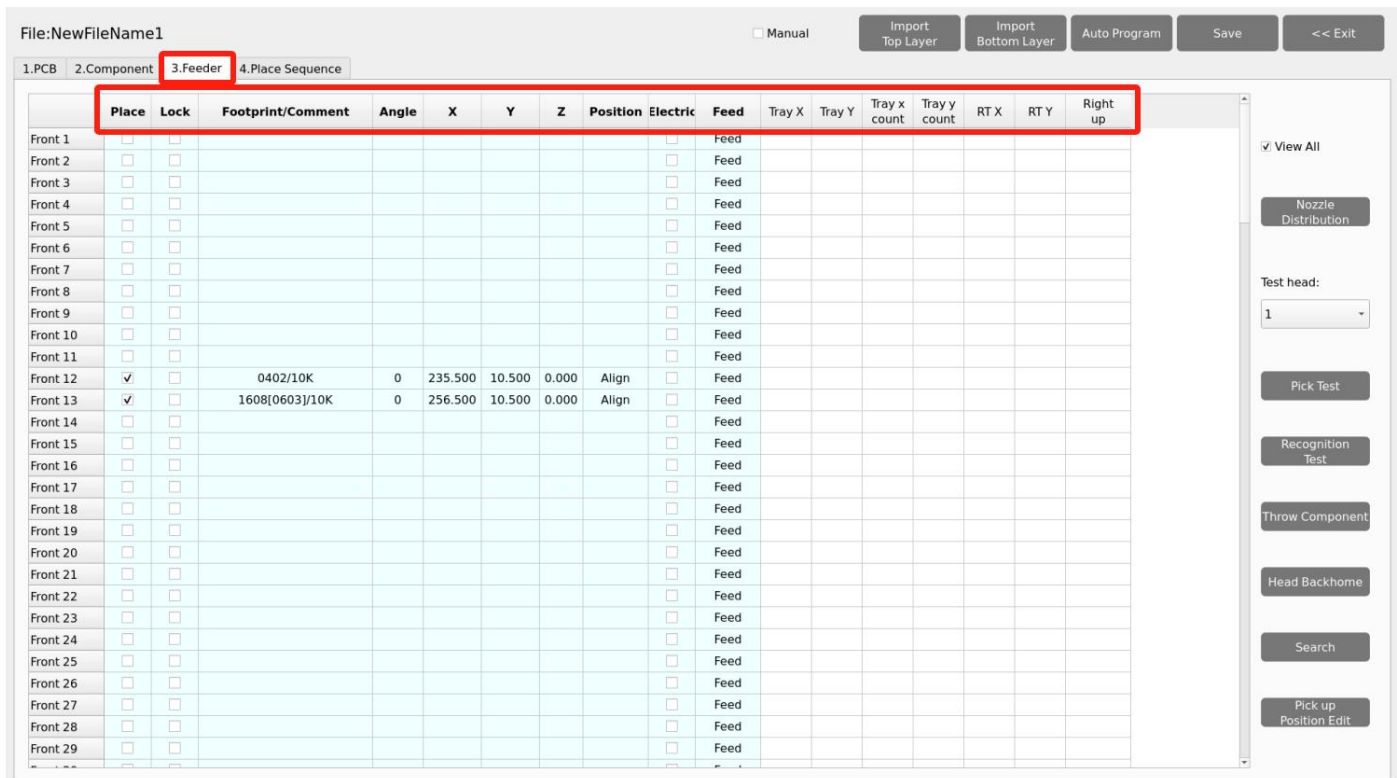 File:NewFileName1
Manual
Import
Top Layer
Import
Bottom Layer
Auto Program
Save
<< Exit
1.PCB 2.Component 3.Feeder 4.Place Sequence
Place Lock Footprint/Comment Angle X Y Z Position Electric Feed Tray X Tray Y Tray x count Tray y count RT X RT Y Right up
Front 1 Feed
Front 2 Feed
Front 3 Feed
Front 4 Feed
Front 5 Feed
Front 6 Feed
Front 7 Feed
Front 8 Feed
Front 9 Feed
Front 10 Feed
Front 11 Feed
Front 12 0402/10K 0 235.500 10.500 0.000 Align Feed
Front 13 1608[0603]/10K 0 256.500 10.500 0.000 Align Feed
Front 14 Feed
Front 15 Feed
Front 16 Feed
Front 17 Feed
Front 18 Feed
Front 19 Feed
Front 20 Feed
Front 21 Feed
Front 22 Feed
Front 23 Feed
Front 24 Feed
Front 25 Feed
Front 26 Feed
Front 27 Feed
Front 28 Feed
Front 29 Feed
View All
Nozzle
Distribution
Test head:
1
Pick Test
Recognition
Test
Throw Component
Head Backhome
Search
Pick up
Position Edit